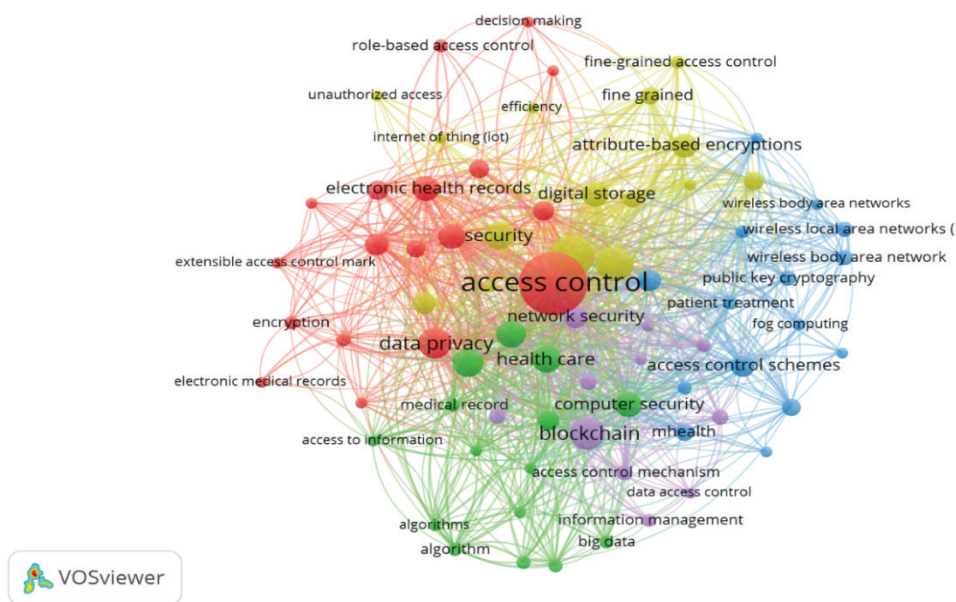 decision making
role-based access control
fine-grained access control
unauthorized access
fine grained
efficiency
internet of thing (iot)
attribute-based encryptions
electronic health records
digital storage
wireless body area networks
security
wireless local area networks (
extensible access control mark
wireless body area network
access control
public key cryptography
patient treatment
network security
encryption
fog computing
data privacy
health care
access control schemes
electronic medical records
medical record
computer security
access to information
blockchain
mhealth
access control mechanism
data access control
algorithms
information management
algorithm
big data
VOSviewer